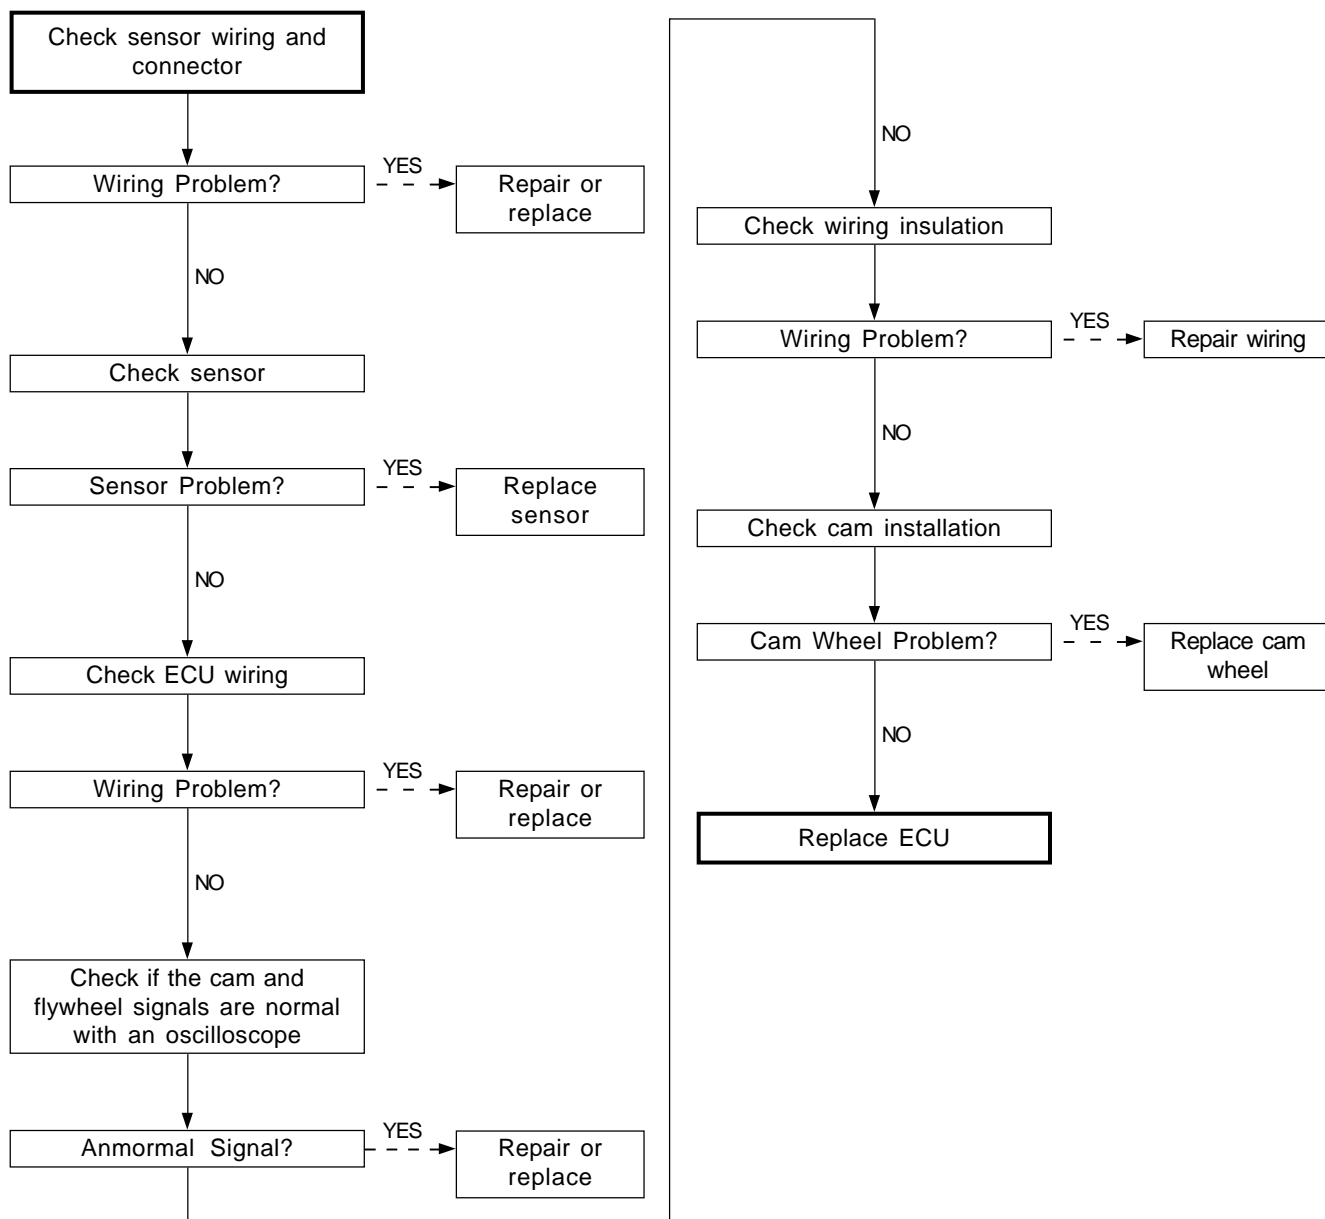 Check sensor wiring and
connector
Wiring Problem?
YES
Repair or
replace
NO
Check sensor
Sensor Problem?
YES
Replace
sensor
NO
Check ECU wiring
Wiring Problem?
YES
Repair or
replace
NO
Check if the cam and
flywheel signals are normal
with an oscilloscope
Anmormal Signal?
YES
Repair or
replace
NO
Check wiring insulation
Wiring Problem?
YES
Repair wiring
NO
Check cam installation
Cam Wheel Problem?
YES
Replace cam
wheel
NO
Replace ECU